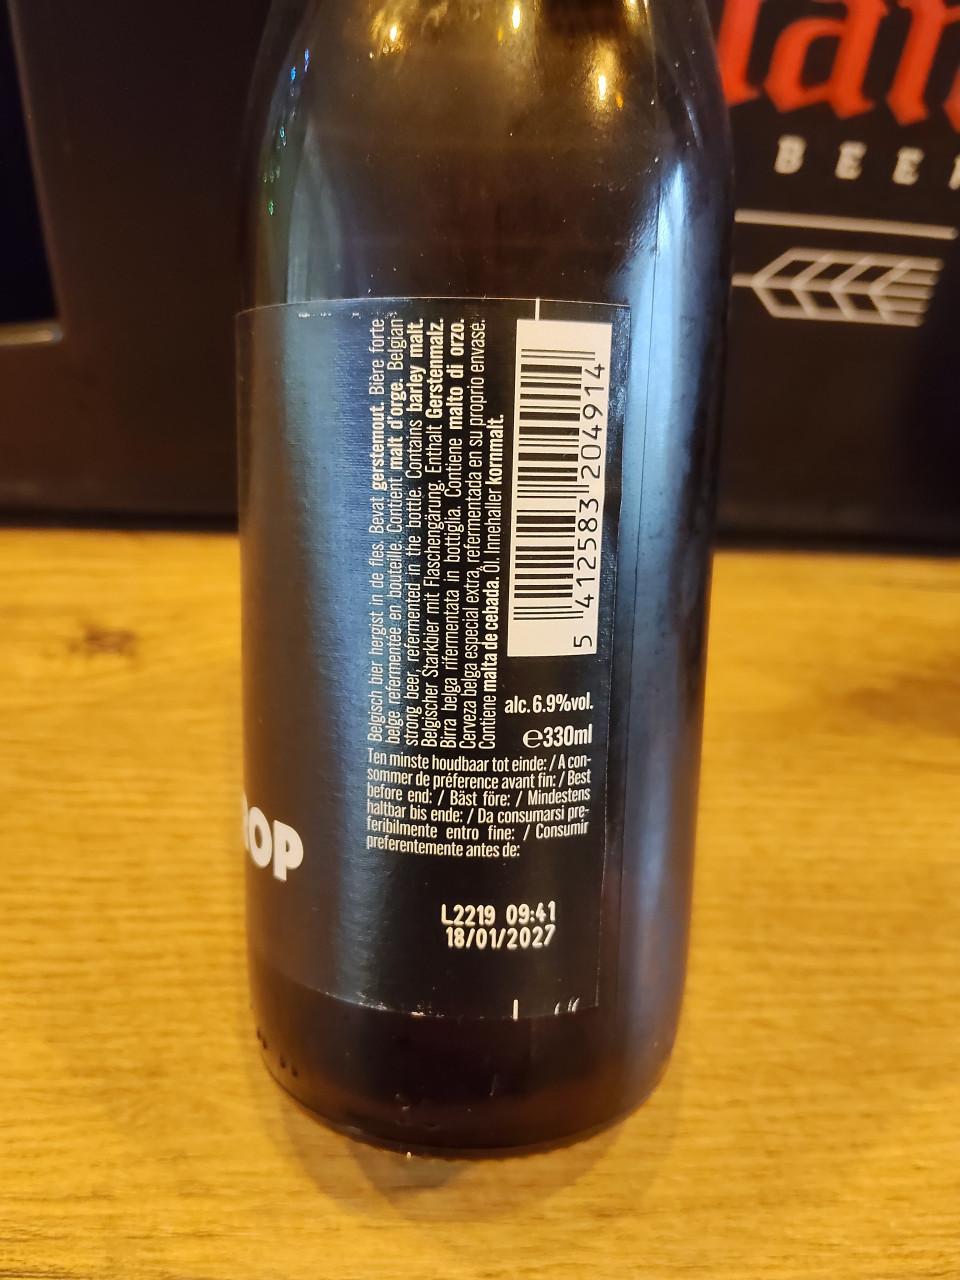 lan
BEE
Belgisch bier hergist in de fles. Bevat gerstemout. Bière forte
belge refermentée en bouteille. Contient malt d'orge. Belgian
strong beer, refermented in the bottle. Contains barley malt.
Belgischer Starkbier mit Flaschengärung. Enthalt Gerstenmalz.
Birra belga rifermentata in bottiglia. Contiene malto di orzo.
Cerveza belga especial extra, refermentada en su proprio envase.
Contiene malta de cebada. Öl Innehaller kornmalt.
5 412583 204914
alc. 6.9%vol.
℮330ml
Ten minste houdbaar tot einde: / A con-
sommer de préference avant fin: / Best
before end: / Bäst före: / Mindestens
haltbar bis ende: / Da consumarsi pre-
feribilmente entro fine: / Consumir
preferentemente antes de:
OP
L2219 09:41
18/01/2027